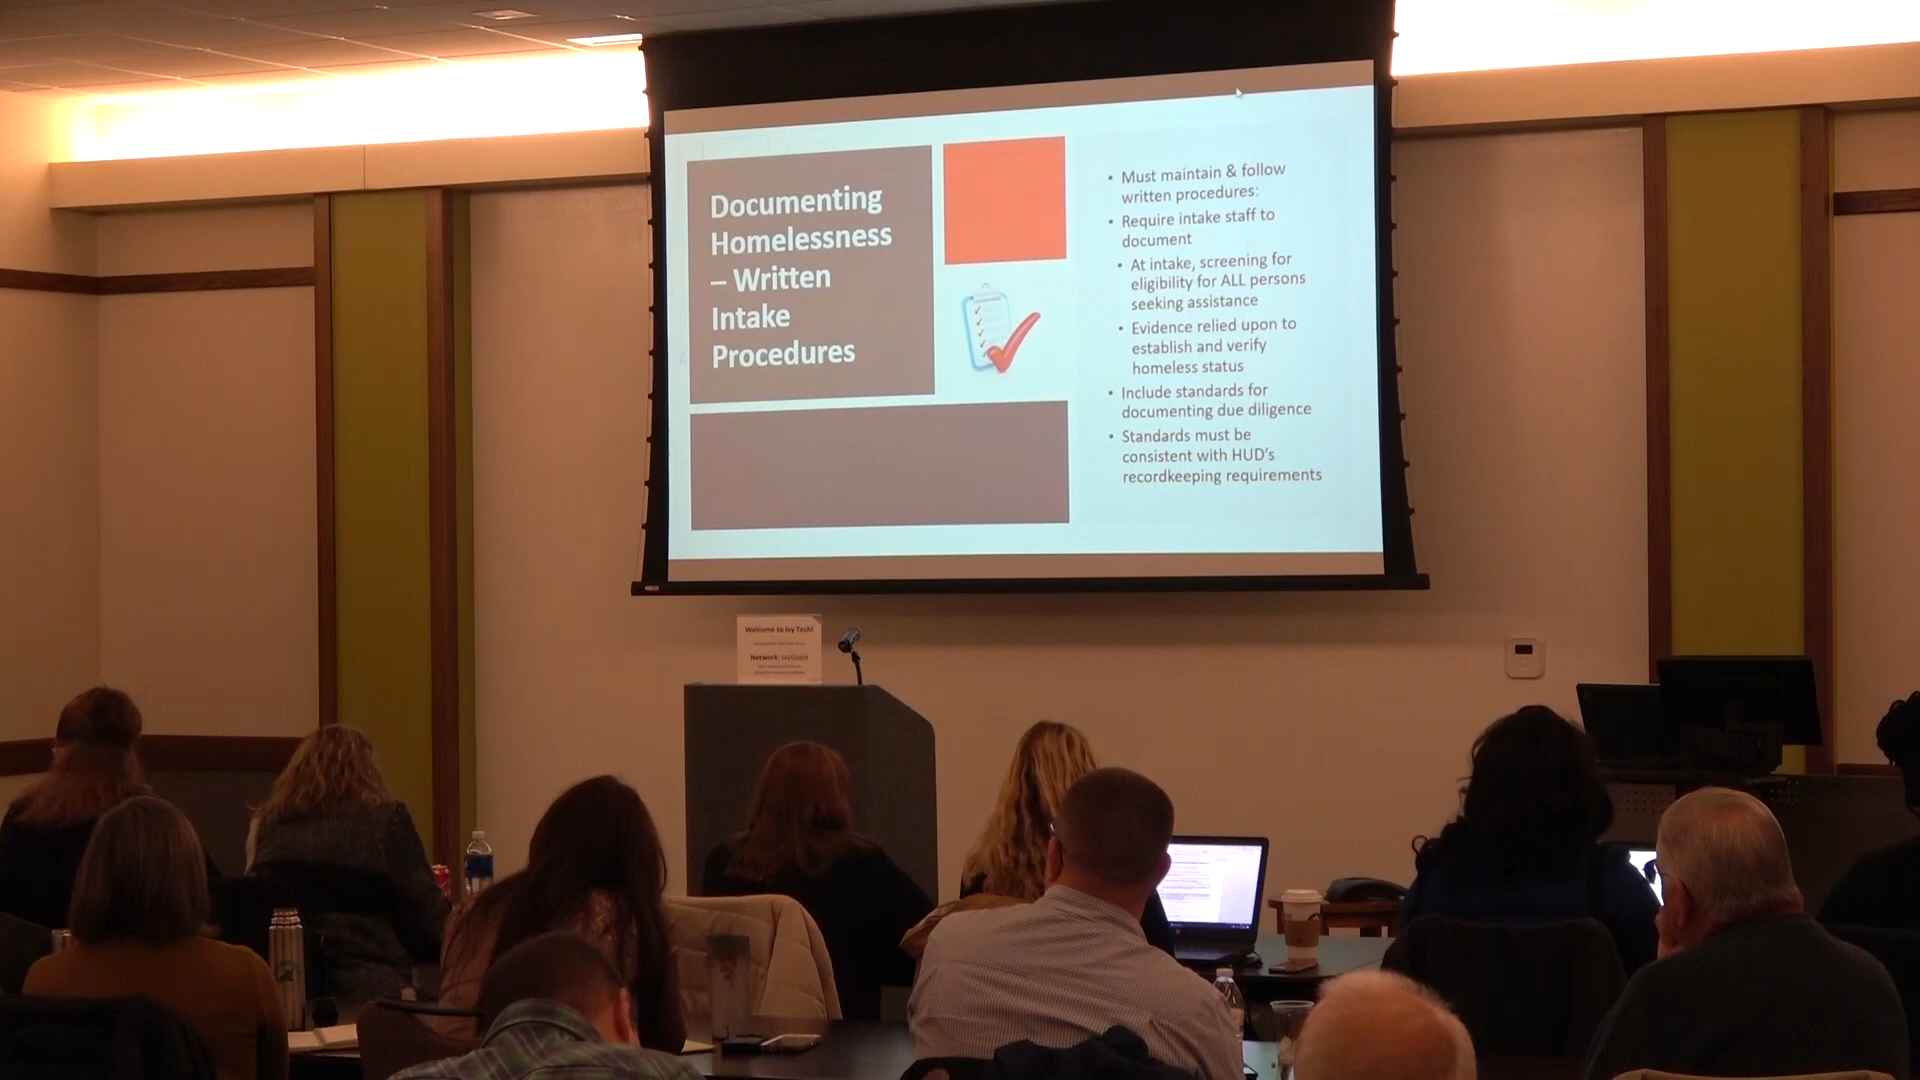 Documenting
Homelessness
– Written
Intake
Procedures
• Must maintain & follow
written procedures:
• Require intake staff to
document
• At intake, screening for
eligibility for ALL persons
seeking assistance
• Evidence relied upon to
establish and verify
homeless status
• Include standards for
documenting due diligence
• Standards must be
consistent with HUD's
recordkeeping requirements
Welcome to Ivy Tech!
Network: IvyGuest